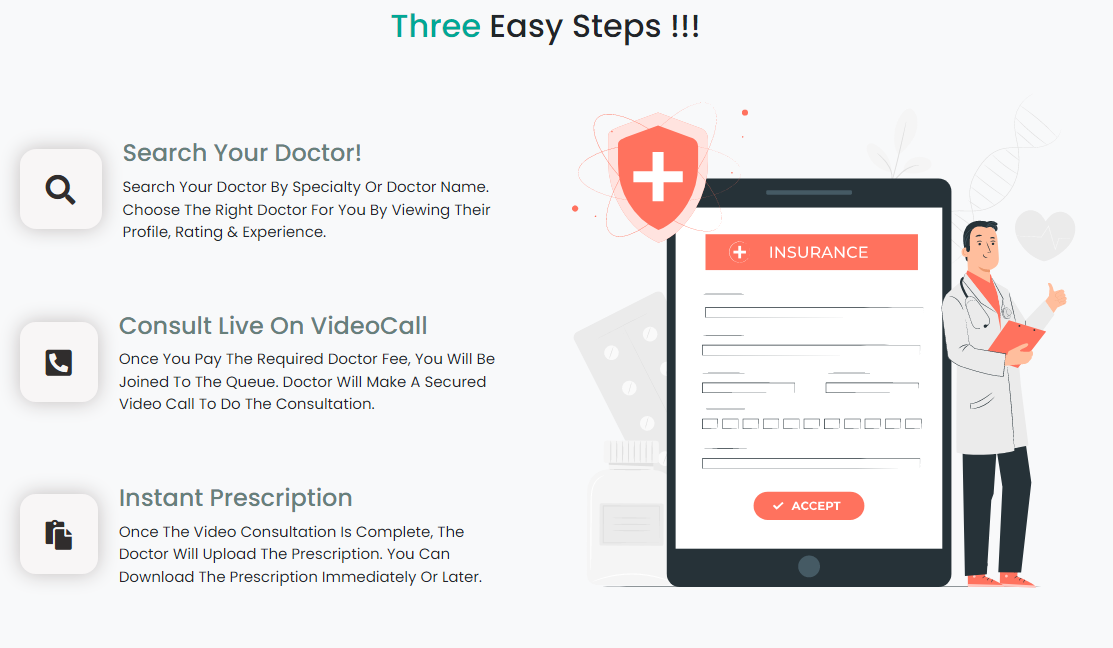 Three Easy Steps !!!
Search Your Doctor!
Search Your Doctor By Specialty Or Doctor Name.
Choose The Right Doctor For You By Viewing Their
Profile, Rating & Experience.
Consult Live On VideoCall
Once You Pay The Required Doctor Fee, You Will Be
Joined To The Queue. Doctor Will Make A Secured
Video Call To Do The Consultation.
Instant Prescription
Once The Video Consultation Is Complete, The
Doctor Will Upload The Prescription. You Can
Download The Prescription Immediately Or Later.
INSURANCE
ACCEPT